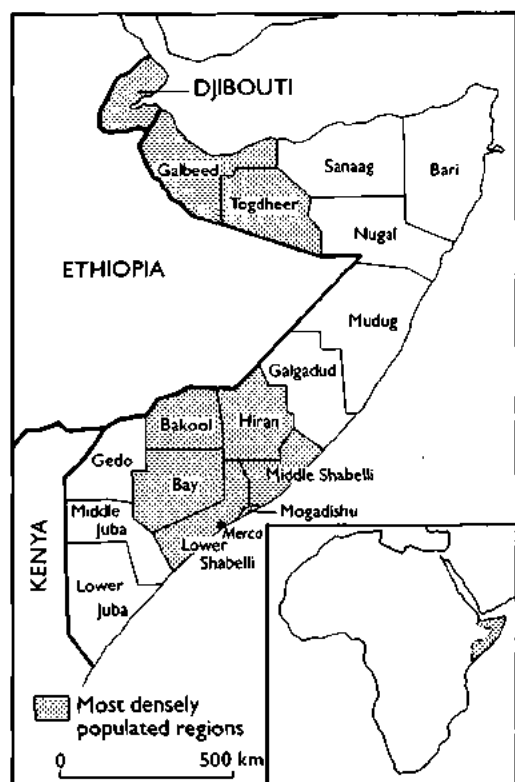 DJIBOUTI
Galbeed
Sanaag
Bari
Togdheer
Nugal
ETHIOPIA
Mudug
Galgadud
Bakool
Hiran
Gedo
Bay
Middle Shabelli
Middle
Juba
Mogadishu
Merca
Lower
Shabelli
KENYA
Lower
Juba
Most densely
populated regions
0 500 km